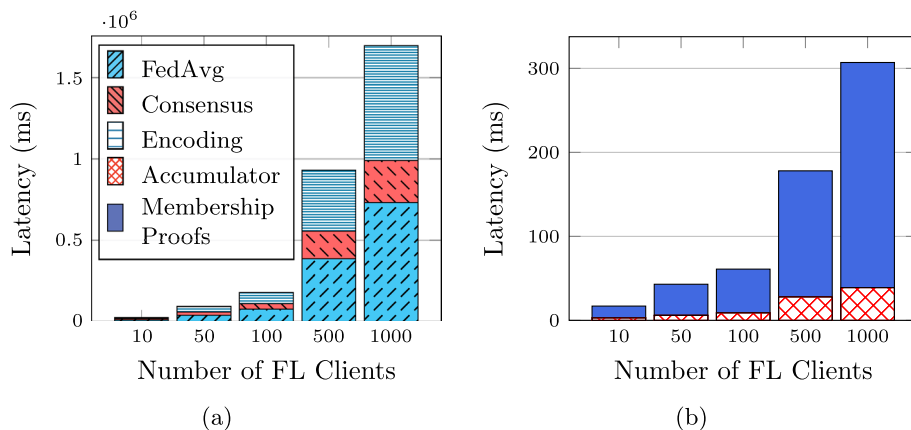 ·10⁶
1.5
1
0.5
0
Latency (ms)
FedAvg
Consensus
Encoding
Accumulator
Membership
Proofs
10 50 100 500 1000
Number of FL Clients
(a)
300
200
100
0
Latency (ms)
10 50 100 500 1000
Number of FL Clients
(b)